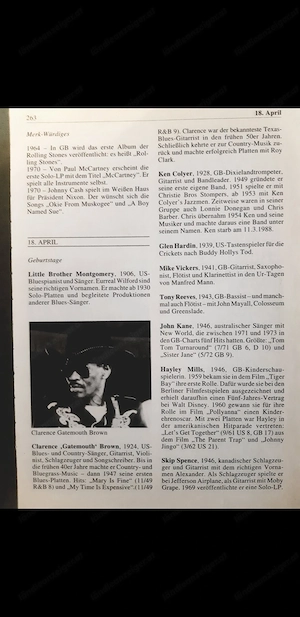 263
18. April
Merk-Würdiges
1964 – In GB wird das erste Album der
Rolling Stones veröffentlicht: es heißt „Rol-
ling Stones".
1970 – Von Paul McCartney erscheint die
erste Solo-LP mit dem Titel „McCartney". Er
spielt alle Instrumente selbst.
1970 – Johnny Cash spielt im Weißen Haus
für Präsident Nixon. Der wünscht sich die
Songs „Okie From Muskogee" und „A Boy
Named Sue".
18. APRIL
Geburtstage
Little Brother Montgomery, 1906, US-
Bluespianist und Sänger. Eurreal Wilford sind
seine richtigen Vornamen. Er machte ab 1930
Solo-Platten und begleitete Produktionen
anderer Blueser.
Clarence Gatemouth Brown
Clarence „Gatemouth" Brown, 1924, US-
Blues- und Country-Sänger, Gitarrist, Violi-
nist, Schlagzeuger und Songschreiber. Bis in
die frühen 40er Jahre machte er Country- und
Bluegrass-Music – dann 1947 seine ersten
Blues-Platten. Hits: „Mary Is Fine" (11/49
R&B 8) und „My Time Is Expensive" (11/49
R&B 9). Clarence war der bekannteste Texas-
Blues-Gitarrist in den frühen 50er Jahren.
Schließlich kehrte er zur Country-Musik zu-
rück und machte erfolgreich Platten mit Roy
Clark.
Ken Colyer, 1928, GB-Dixielandtrompeter,
Gitarrist und Bandleader. 1949 gründete er
seine erste eigene Band, 1951 spielte er mit
Christie Bros Stompers, ab 1953 mit Ken
Colyer's Jazzmen. Zeitweise waren in seiner
Gruppe auch Lonnie Donegan und Chris
Barber. Chris übernahm 1954 Ken und seine
Musiker und machte daraus eine Band unter
seinem Namen. Ken starb am 11.3.1988.
Glen Hardin, 1939, US-Tastenspieler für die
Crickets nach Buddy Hollys Tod.
Mike Vickers, 1941, GB-Gitarrist, Saxopho-
nist, Flötist und Klarinettist in den Ur-Tagen
von Manfred Mann.
Tony Reeves, 1943, GB-Bassist – und manch-
mal auch Flötist – mit John Mayall, Colosseum
und Greenslade.
John Kane, 1946, australischer Sänger mit
New World, die zwischen 1971 und 1973 in
den GB-Charts fünf Hits hatten. Größte: „Tom
Tom Turnaround" (7/71 GB 6, D 10) und
„Sister Jane" (5/72 GB 9).
Hayley Mills, 1946, GB-Kinderschau-
spielerin. 1959 bekam sie in dem Film „Tiger
Bay" ihre erste Rolle. Dafür wurde sie bei den
Berliner Filmfestspielen ausgezeichnet und
erhielt daraufhin einen Fünf-Jahres-Vertrag
bei Walt Disney. 1960 gewann sie für ihre
Rolle im Film „Pollyanna" einen Kinder-
ehrenoscar. Mit zwei Platten war Hayley in
der amerikanischen Hitparade vertreten:
„Let's Get Together" (9/61 US 8, GB 17) aus
dem Film „The Parent Trap" und „Johnny
Jingo" (3/62 US 21).
Skip Spence, 1946, kanadischer Schlagzeu-
ger und Gitarrist mit dem richtigen Vorna-
men Alexander. Als Schlagzeuger spielte er
bei Jefferson Airplane, als Gitarrist mit Moby
Grape. 1969 veröffentlichte er eine Solo-LP.